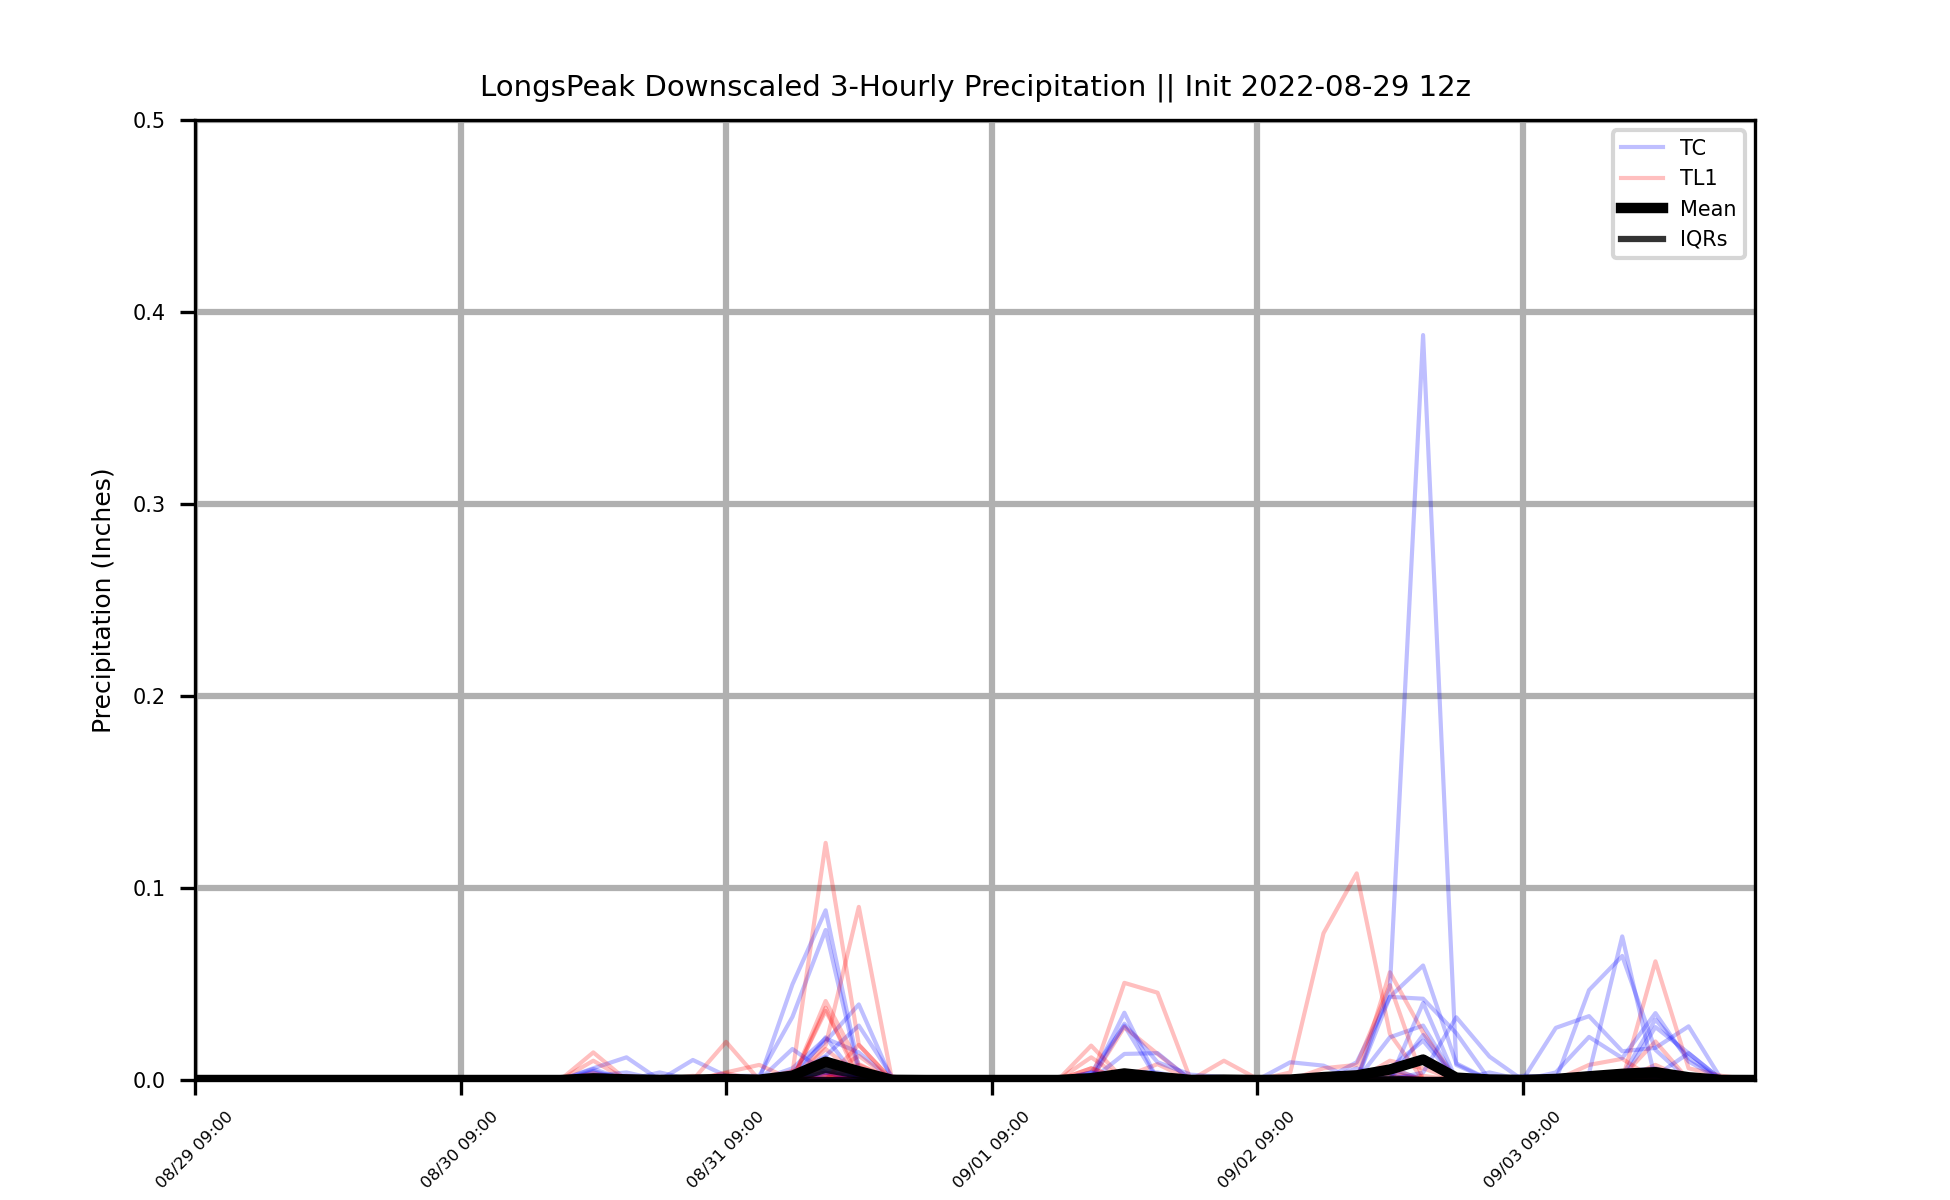 LongsPeak Downscaled 3-Hourly Precipitation || Init 2022-08-29 12z
0.5
0.4
0.3
0.2
0.1
0.0
Precipitation (Inches)
TC
TL1
Mean
IQRs
08/29 09:00
08/30 09:00
08/31 09:00
09/01 09:00
09/02 09:00
09/03 09:00